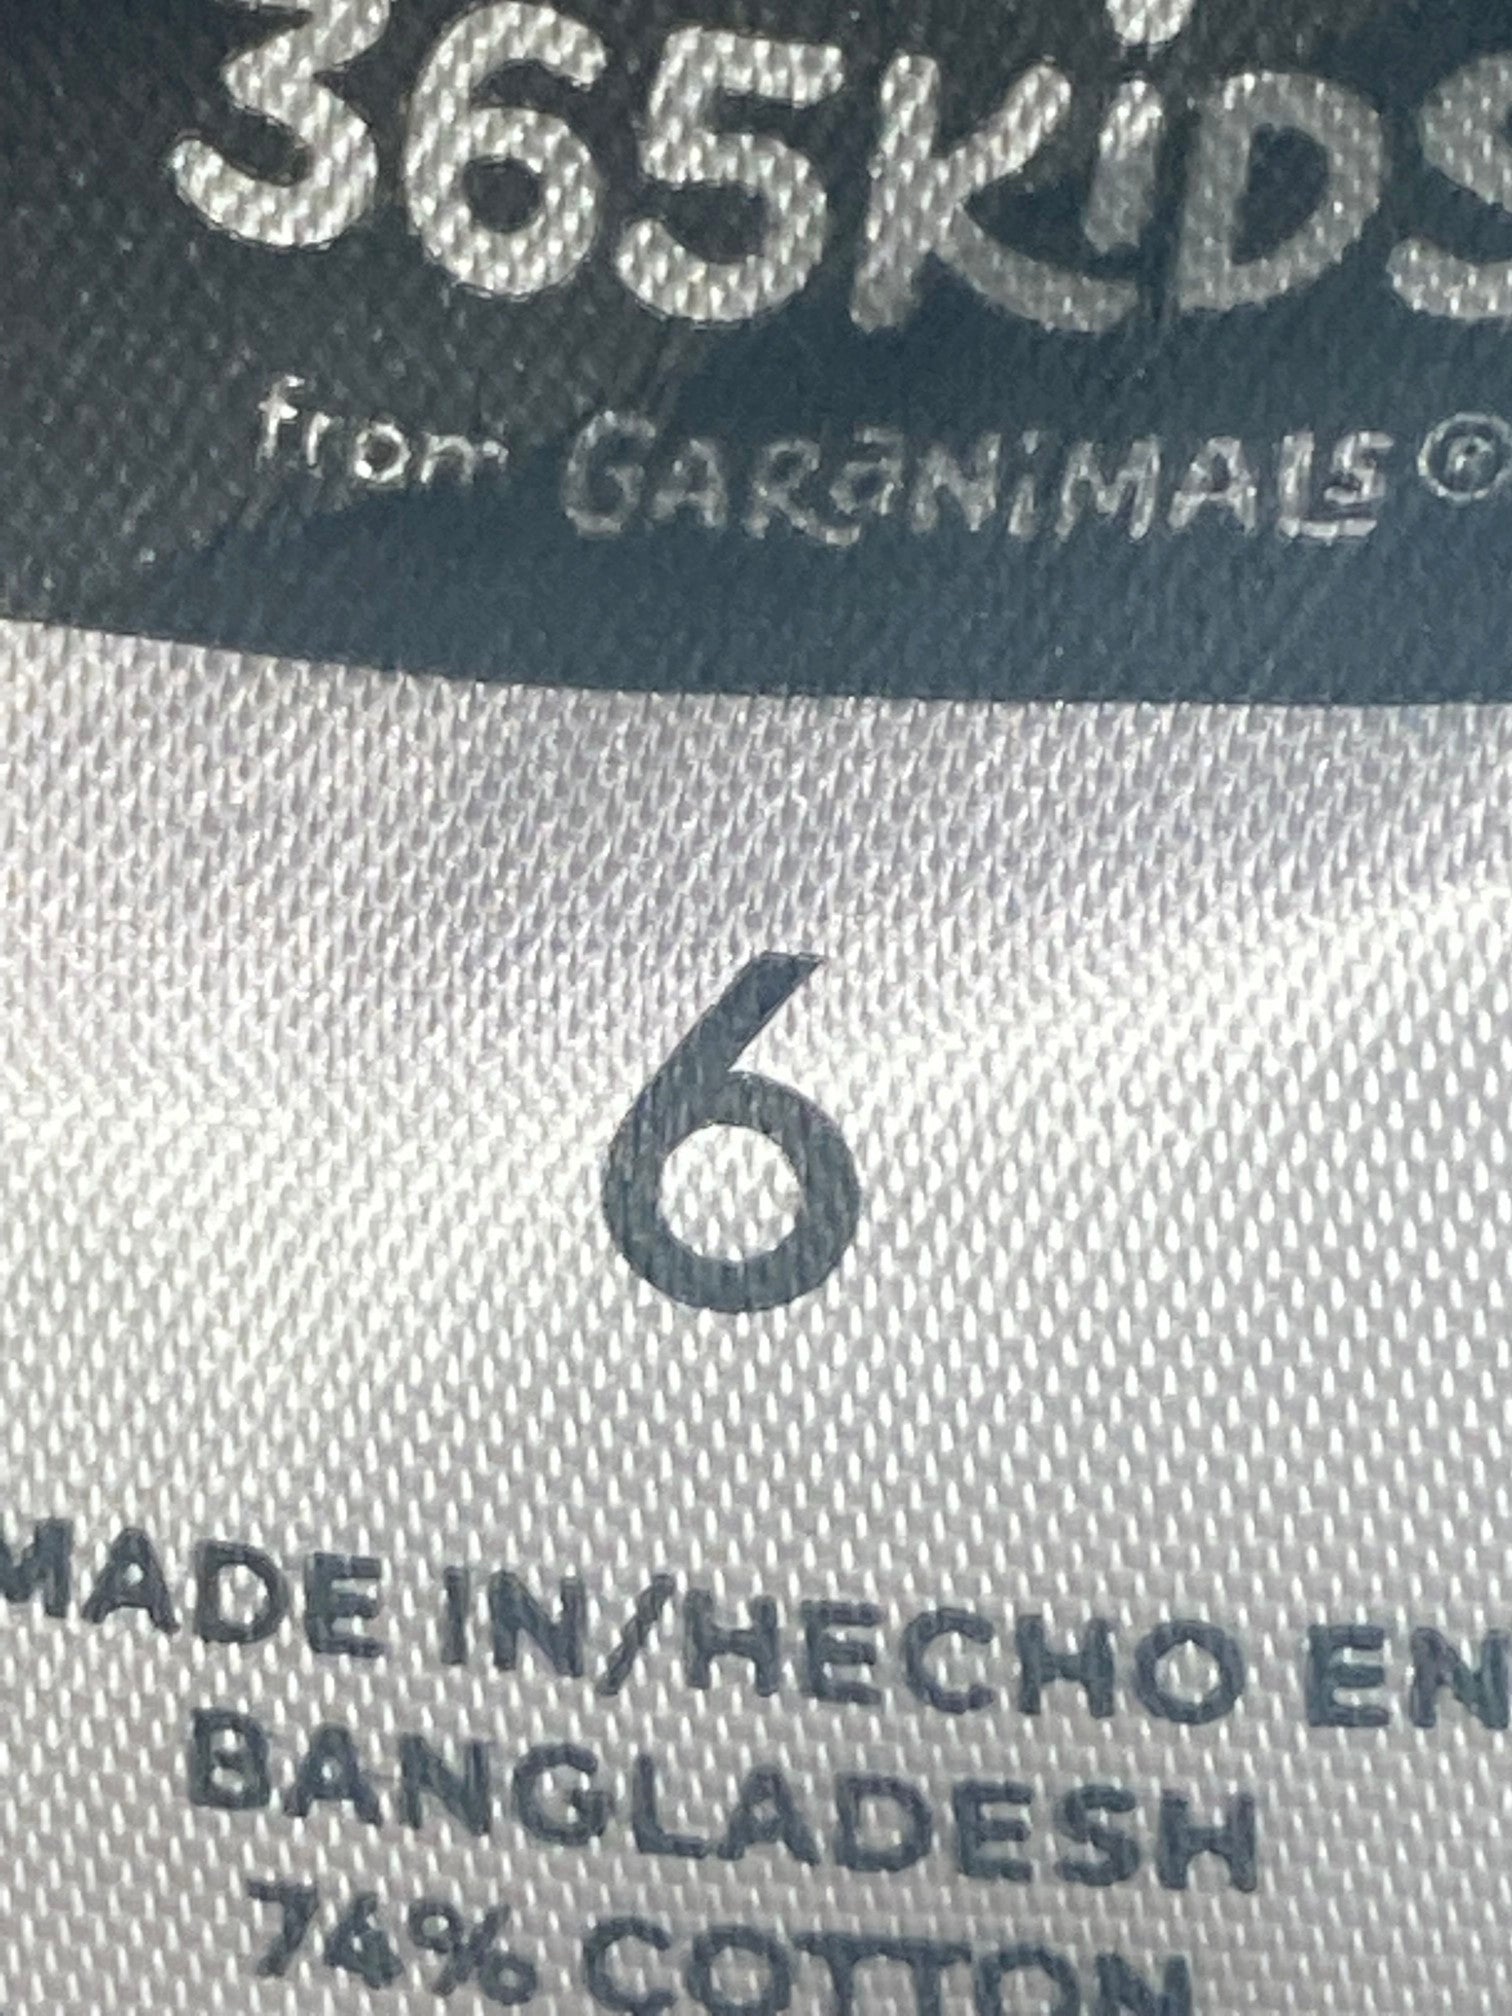 365KiDS
from GARaNiMALS®
6
MADE IN/HECHO EN
BANGLADESH
74% COTTON